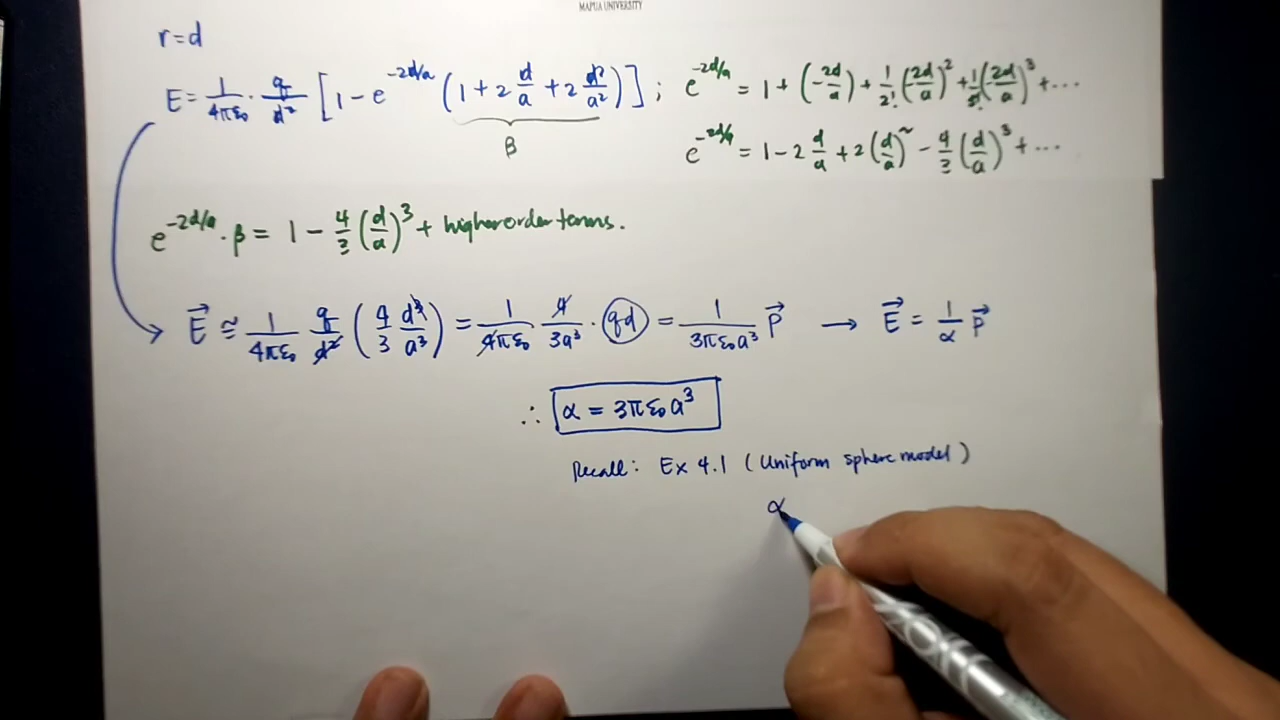 MAPUA UNIVERSITY
r=d
E = 1/4πε₀ · q/d² [1 - e^(-2d/a) (1 + 2 d/a + 2 d²/a²)] ; e^(-2d/a) = 1 + (-2d/a) + 1/2! (-2d/a)² + 1/3! (-2d/a)³ + ...
β
e^(-2d/a) = 1 - 2 d/a + 2 (d/a)² - 4/3 (d/a)³ + ...
e^(-2d/a) · β = 1 - 4/3 (d/a)³ + higher order terms.
E⃗ ≅ 1/4πε₀ q/d² (4/3 d³/a³) = 1/4πε₀ 4/3a³ · qd = 1/3πε₀a³ p⃗ → E⃗ = 1/α p⃗
∴ α = 3πε₀a³
Recall: Ex 4.1 (Uniform sphere model)
α